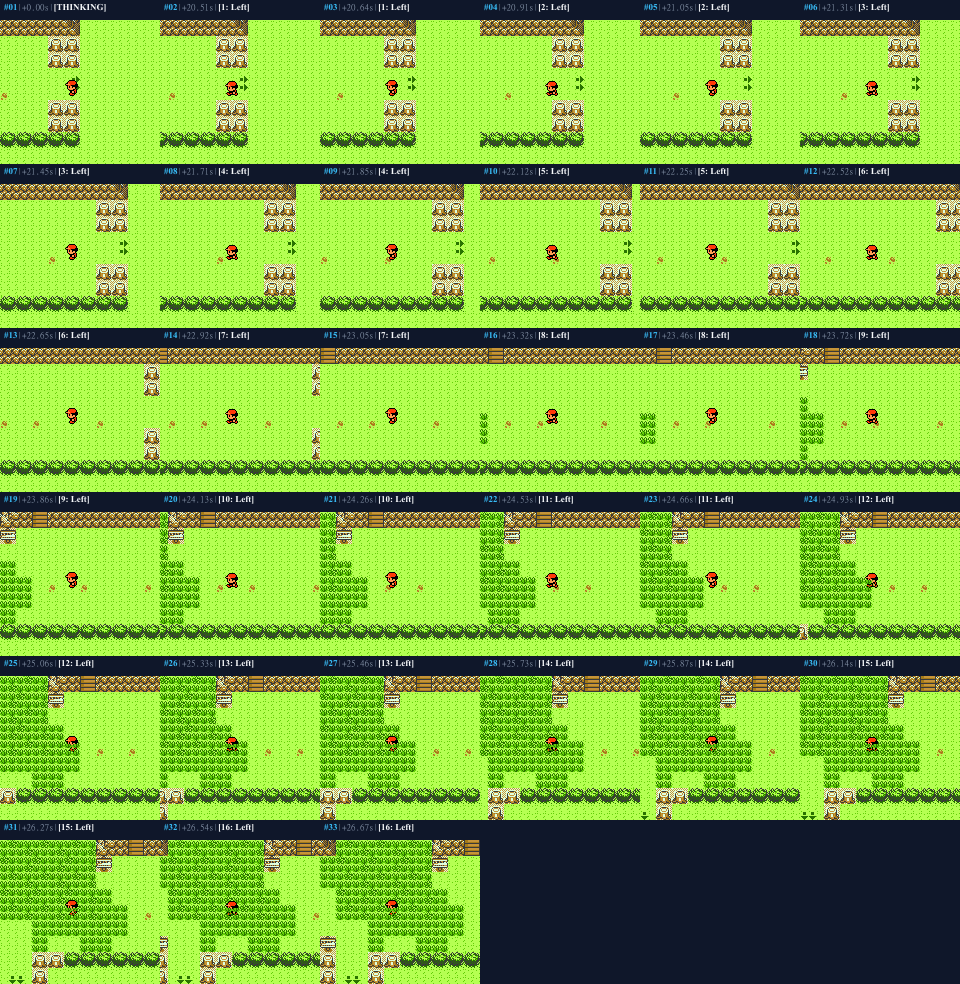 #01|+0.00s|[THINKING]
#02|+20.51s|[1: Left]
#03|+20.64s|[1: Left]
#04|+20.91s|[2: Left]
#05|+21.05s|[2: Left]
#06|+21.31s|[3: Left]
#07|+21.45s|[3: Left]
#08|+21.71s|[4: Left]
#09|+21.85s|[4: Left]
#10|+22.12s|[5: Left]
#11|+22.25s|[5: Left]
#12|+22.52s|[6: Left]
#13|+22.65s|[6: Left]
#14|+22.92s|[7: Left]
#15|+23.05s|[7: Left]
#16|+23.32s|[8: Left]
#17|+23.46s|[8: Left]
#18|+23.72s|[9: Left]
#19|+23.86s|[9: Left]
#20|+24.13s|[10: Left]
#21|+24.26s|[10: Left]
#22|+24.53s|[11: Left]
#23|+24.66s|[11: Left]
#24|+24.93s|[12: Left]
#25|+25.06s|[12: Left]
#26|+25.33s|[13: Left]
#27|+25.46s|[13: Left]
#28|+25.73s|[14: Left]
#29|+25.87s|[14: Left]
#30|+26.14s|[15: Left]
#31|+26.27s|[15: Left]
#32|+26.54s|[16: Left]
#33|+26.67s|[16: Left]